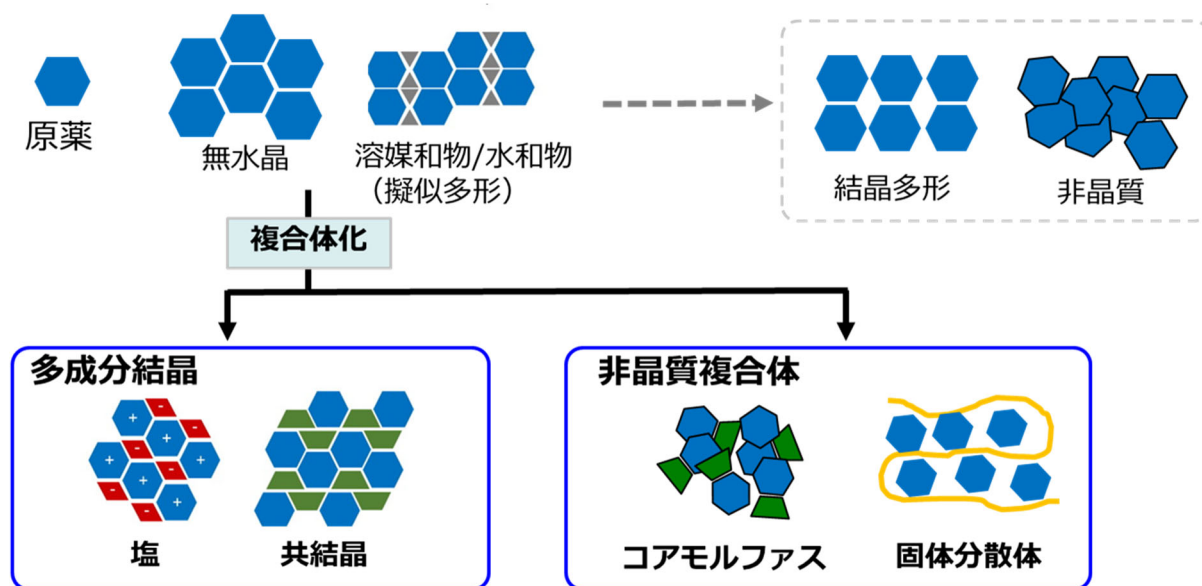 原薬
無水晶
溶媒和物/水和物
（擬似多形）
結晶多形
非晶質
複合体化
多成分結晶
+
-
+
-
+
-
+
+
-
-
+
塩
共結晶
非晶質複合体
コアモルファス
固体分散体